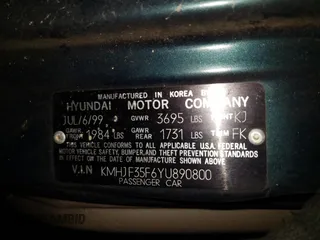 MANUFACTURED IN KOREA BY
HYUNDAI MOTOR COMPANY
JUL/6/99 GVWR 3695 LBS PAINT KJ
GAWR FRONT 1984 LBS GAWR REAR 1731 LBS TRIM FK
THIS VEHICLE CONFORMS TO ALL APPLICABLE U.S.A. FEDERAL
MOTOR VEHICLE SAFETY, BUMPER, AND THEFT PREVENTION
STANDARDS IN EFFECT ON THE DATE OF MANUFACTURE SHOWN ABOVE
V.I.N KMHJF35F6YU890800
PASSENGER CAR